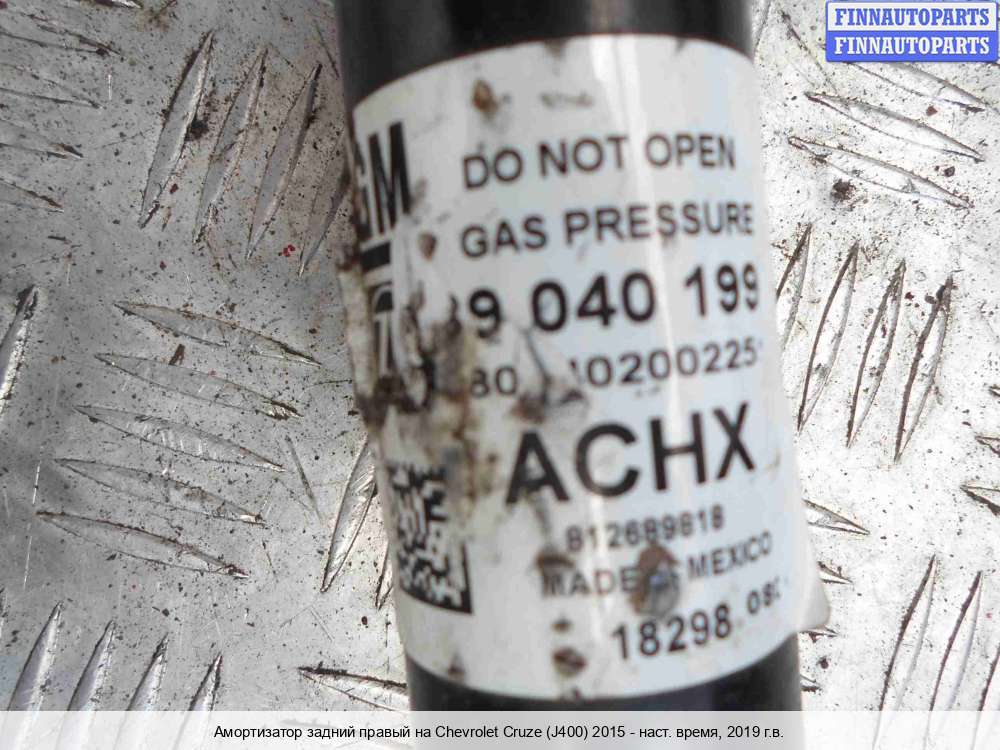 FINNAUTOPARTS
FINNAUTOPARTS
GM
DO NOT OPEN
GAS PRESSURE
040 199
ACHX
812689818
MADE MEXICO
18298
Амортизатор задний правый на Chevrolet Cruze (J400) 2015 - наст. время, 2019 г.в.